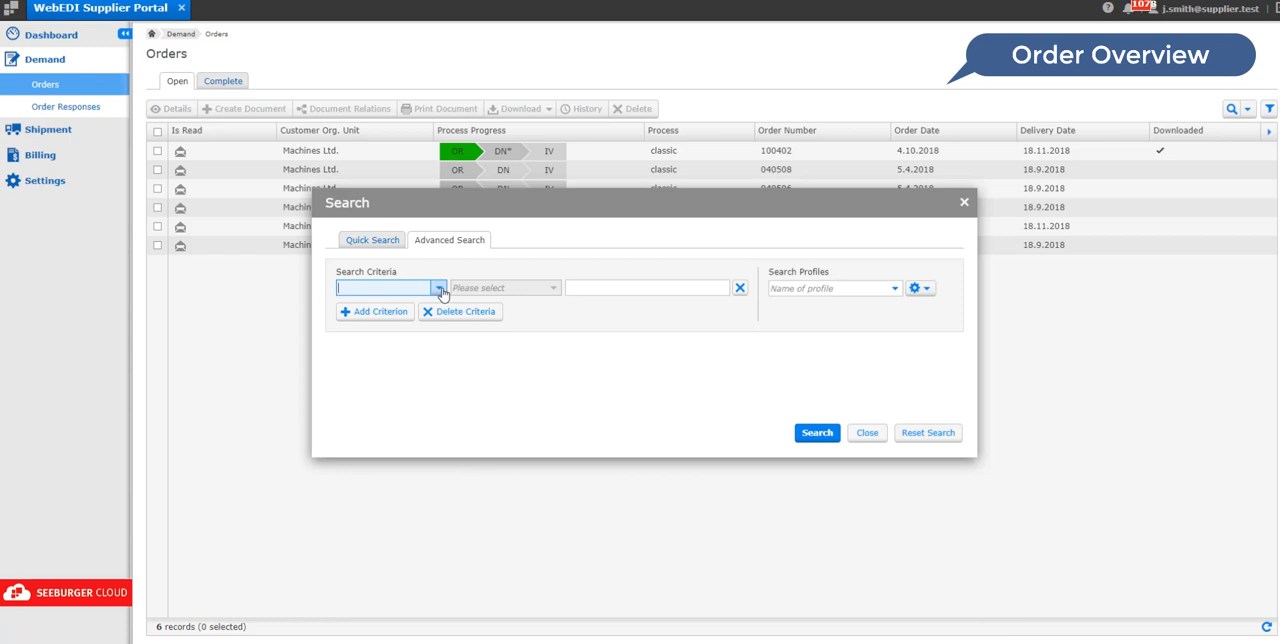 WebEDI Supplier Portal ×
1078 j.smith@supplier.test
Dashboard
Demand
Orders
Order Responses
Shipment
Billing
Settings
SEEBURGER CLOUD
Demand Orders
Orders
Order Overview
Open Complete
Details Create Document Document Relations Print Document Download History Delete
Is Read Customer Org. Unit Process Progress Process Order Number Order Date Delivery Date Downloaded
Machines Ltd. OR DN* IV classic 100402 4.10.2018 18.11.2018 ✓
Machines Ltd. OR DN IV classic 040508 5.4.2018 18.9.2018
18.9.2018
Machin 18.9.2018
Machin 18.11.2018
Machin 18.9.2018
Search
Quick Search Advanced Search
Search Criteria Search Profiles
Please select Name of profile
Add Criterion Delete Criteria
Search Close Reset Search
6 records (0 selected)